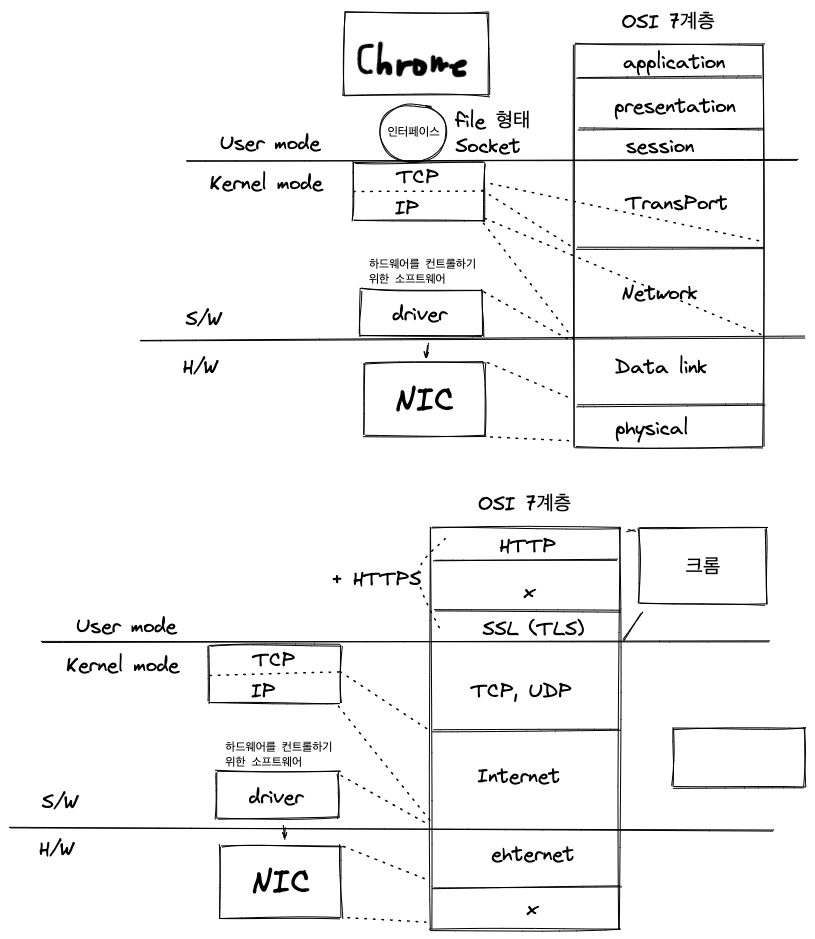 OSI 7계층
Chrome
application
presentation
인터페이스
file 형태
Socket
User mode
session
Kernel mode
TCP
IP
TransPort
하드웨어를 컨트롤하기
위한 소프트웨어
Network
driver
S/W
H/W
Data link
NIC
physical
OSI 7계층
HTTP
크롬
+ HTTPS
x
User mode
SSL (TLS)
Kernel mode
TCP
IP
TCP, UDP
하드웨어를 컨트롤하기
위한 소프트웨어
Internet
driver
S/W
H/W
ehternet
NIC
x